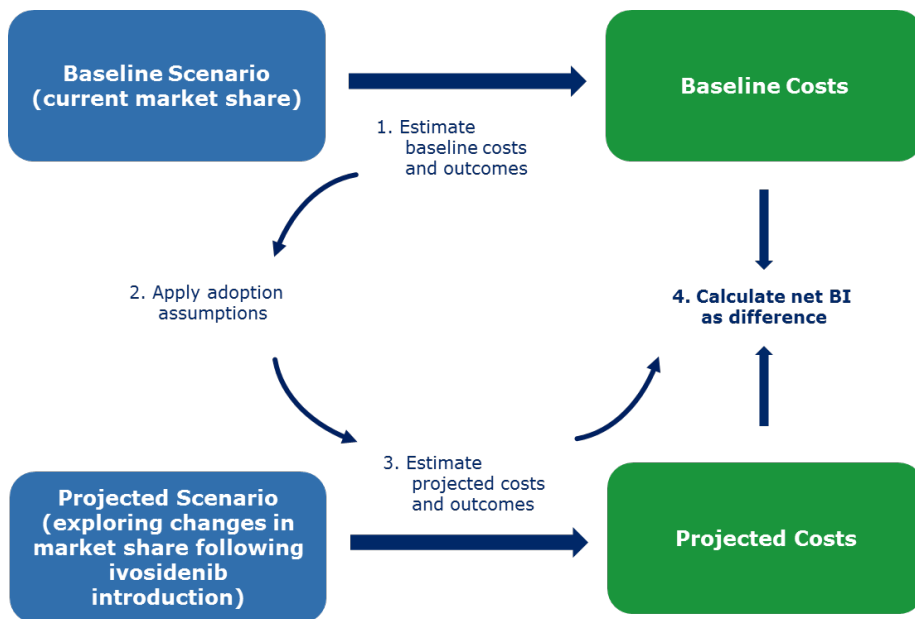 Baseline Scenario
(current market share)
Baseline Costs
1. Estimate
baseline costs
and outcomes
2. Apply adoption
assumptions
4. Calculate net BI
as difference
3. Estimate
projected costs
and outcomes
Projected Scenario
(exploring changes in
market share following
ivosidenib
introduction)
Projected Costs